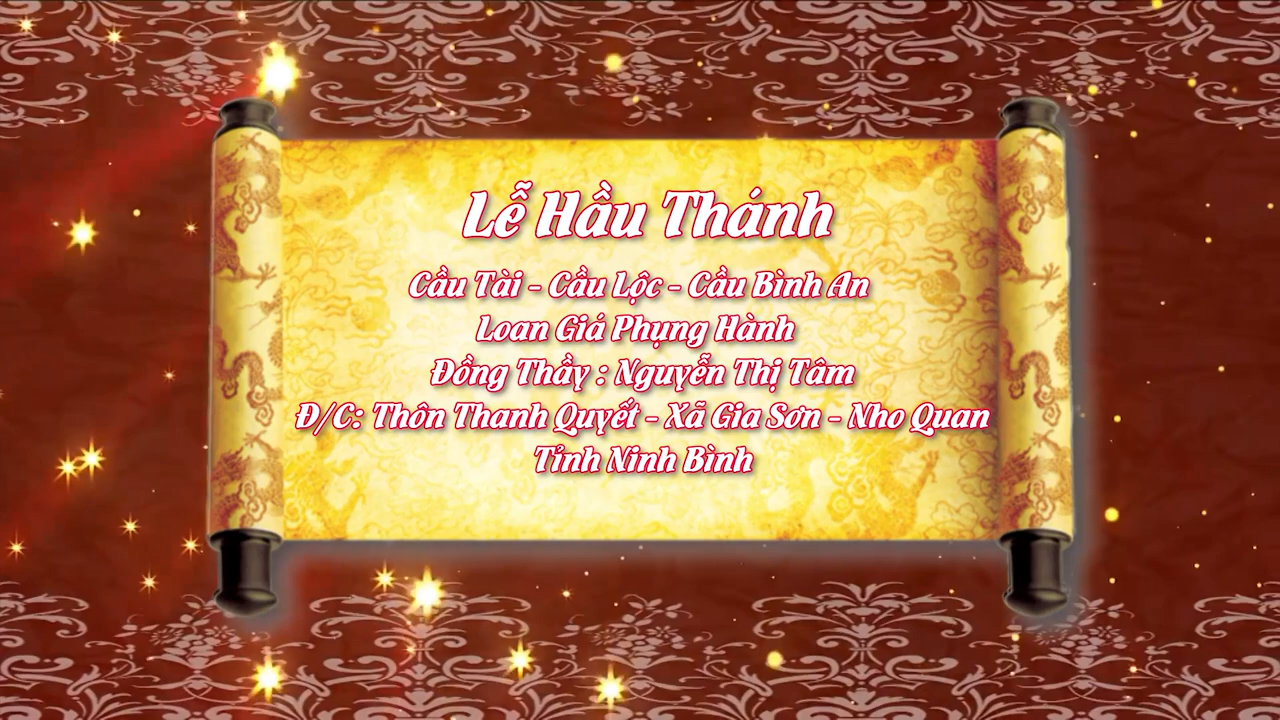 Lễ Hầu Thánh
Cầu Tài - Cầu Lộc - Cầu Bình An
Loan Giá Phụng Hành
Đồng Thầy : Nguyễn Thị Tâm
Đ/C: Thôn Thanh Quyết - Xã Gia Sơn - Nho Quan
Tỉnh Ninh Bình